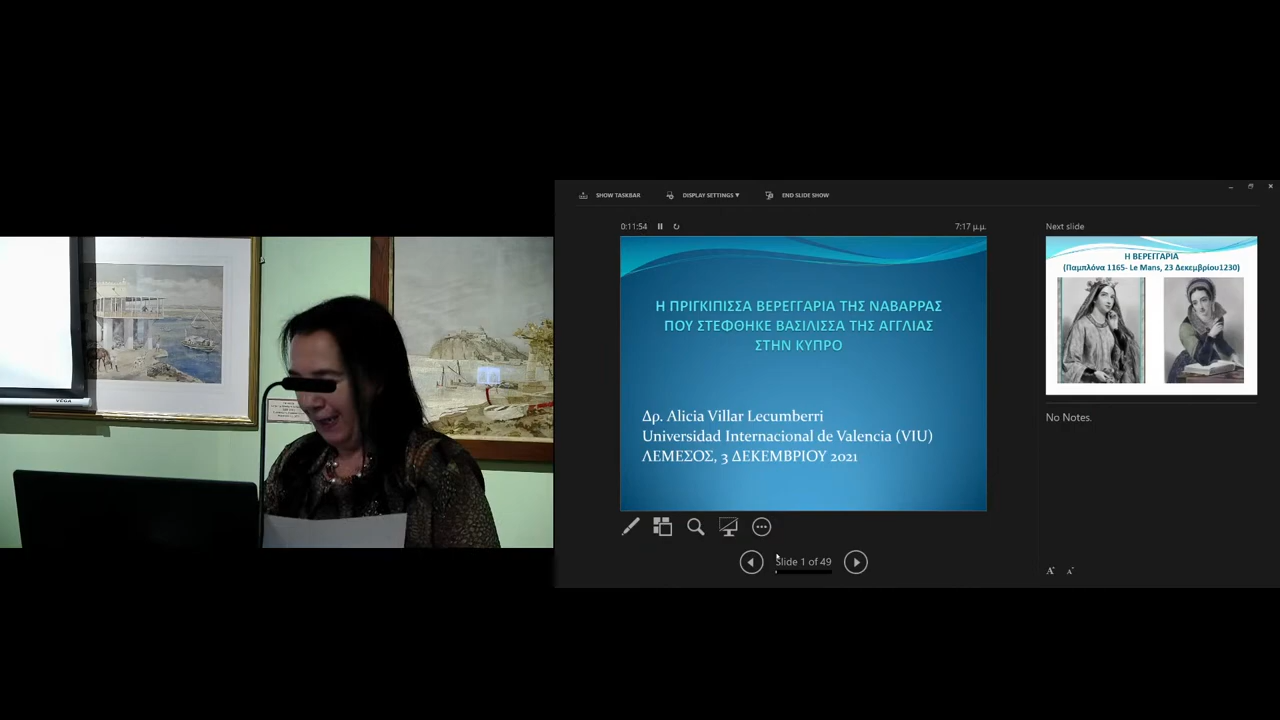 SHOW TASKBAR
DISPLAY SETTINGS ▼
END SLIDE SHOW
0:11:54
7:17 μ.μ.
Η ΠΡΙΓΚΙΠΙΣΣΑ ΒΕΡΕΓΓΑΡΙΑ ΤΗΣ ΝΑΒΑΡΡΑΣ
ΠΟΥ ΣΤΕΦΘΗΚΕ ΒΑΣΙΛΙΣΣΑ ΤΗΣ ΑΓΓΛΙΑΣ
ΣΤΗΝ ΚΥΠΡΟ
Δρ. Alicia Villar Lecumberri
Universidad Internacional de Valencia (VIU)
ΛΕΜΕΣΟΣ, 3 ΔΕΚΕΜΒΡΙΟΥ 2021
Slide 1 of 49
Next slide
Η ΒΕΡΕΓΓΑΡΙΑ
(Παμπλόνα 1165- Le Mans, 23 Δεκεμβρίου1230)
No Notes.
VEGA